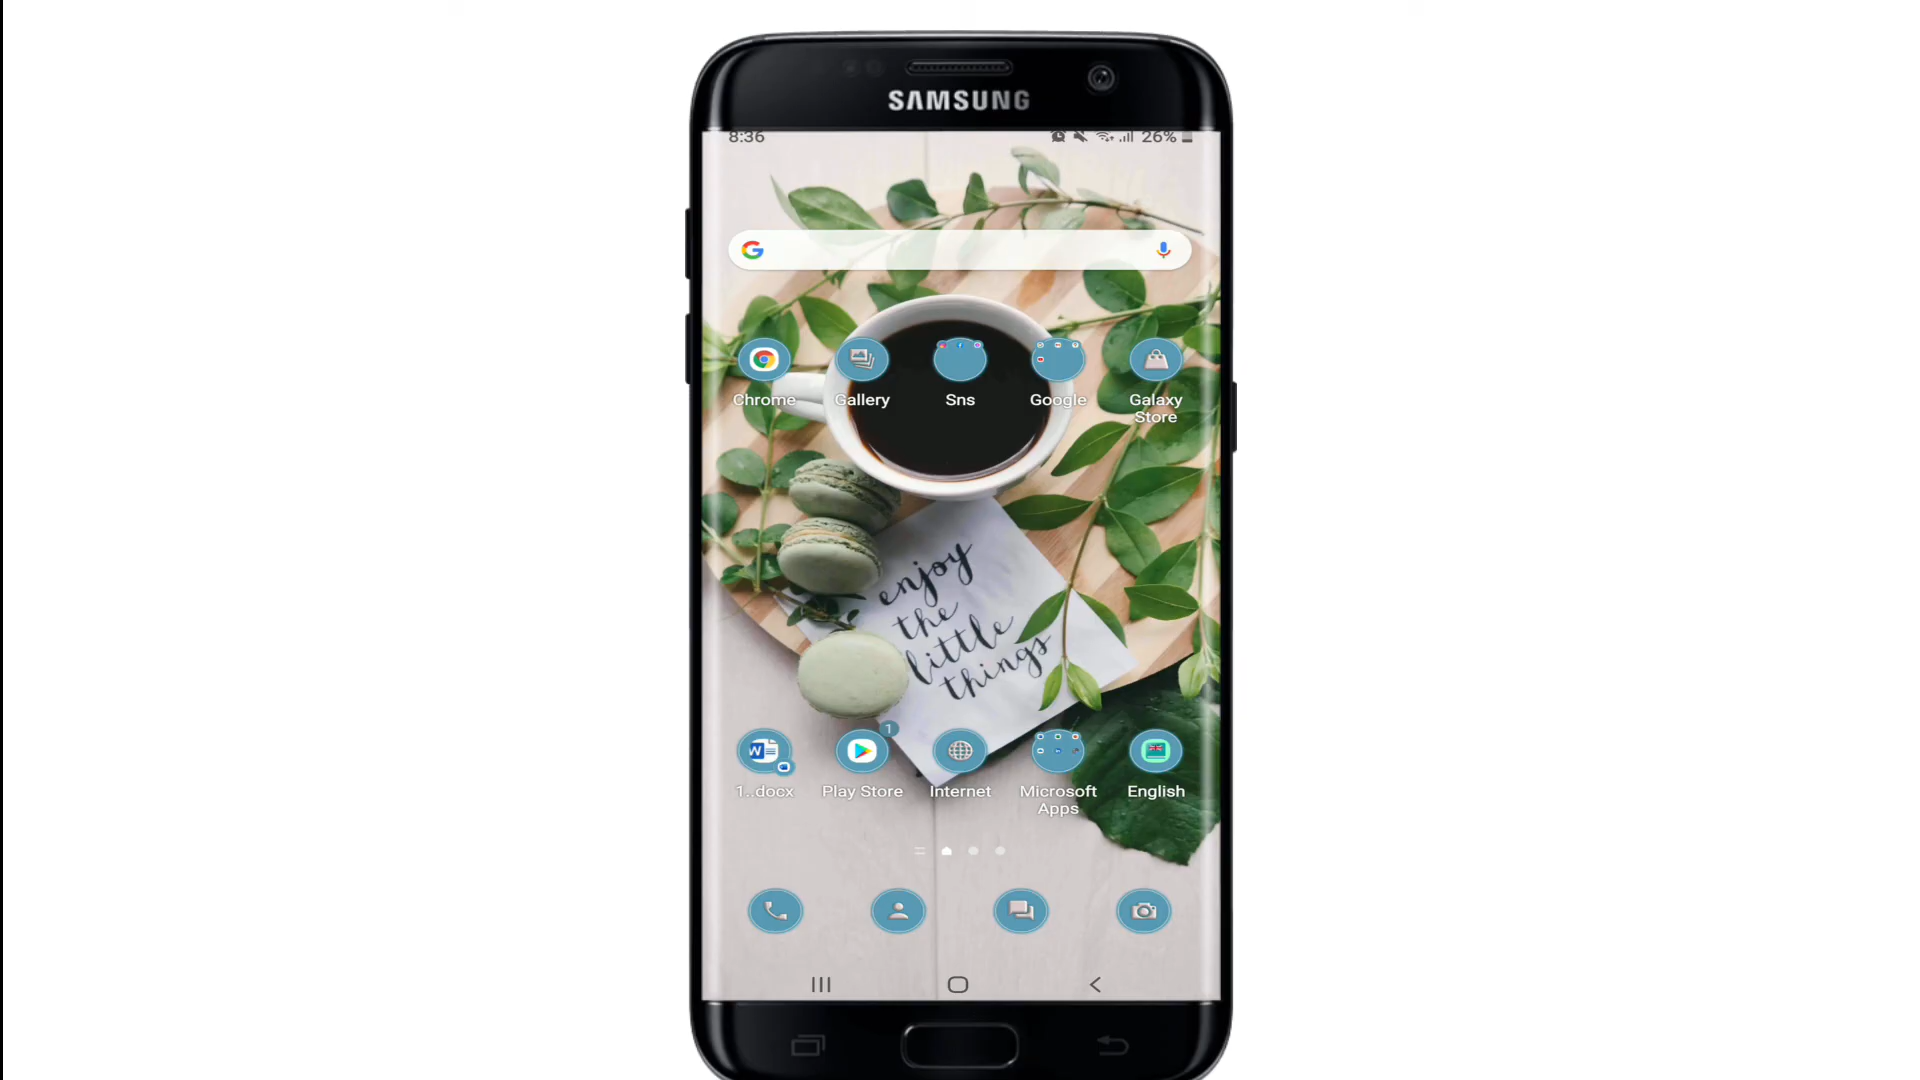 SAMSUNG
8:36 26%
Chrome Gallery Sns Google Galaxy Store
enjoy
the
little
things
1
1..docx Play Store Internet Microsoft Apps English